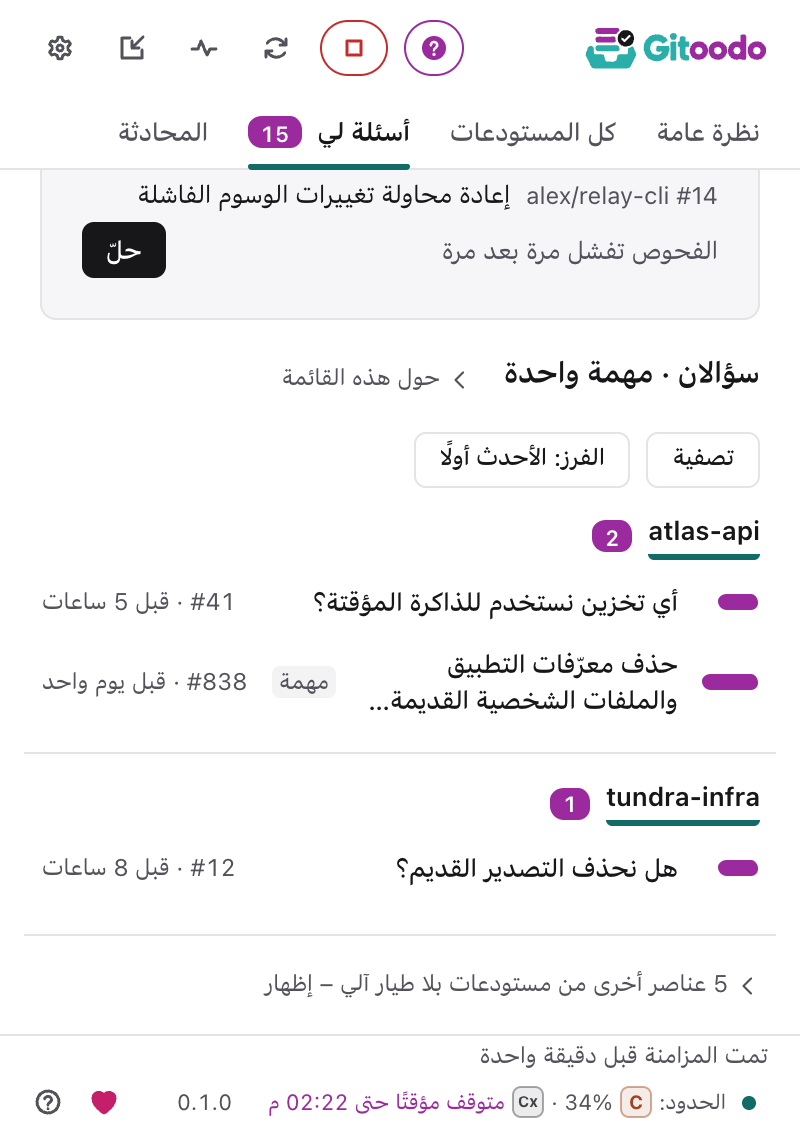 Gitoodo
نظرة عامة
كل المستودعات
أسئلة لي 15
المحادثة
alex/relay-cli #14 إعادة محاولة تغييرات الوسوم الفاشلة
الفحوص تفشل مرة بعد مرة
حلّ
سؤالان · مهمة واحدة
حول هذه القائمة
تصفية
الفرز: الأحدث أولًا
atlas-api 2
أي تخزين نستخدم للذاكرة المؤقتة؟
#41 · قبل 5 ساعات
حذف معرّفات التطبيق
والملفات الشخصية القديمة...
مهمة
#838 · قبل يوم واحد
tundra-infra 1
هل نحذف التصدير القديم؟
#12 · قبل 8 ساعات
5 عناصر أخرى من مستودعات بلا طيار آلي – إظهار
تمت المزامنة قبل دقيقة واحدة
الحدود: C 34% · Cx متوقف مؤقتًا حتى 02:22 م
0.1.0